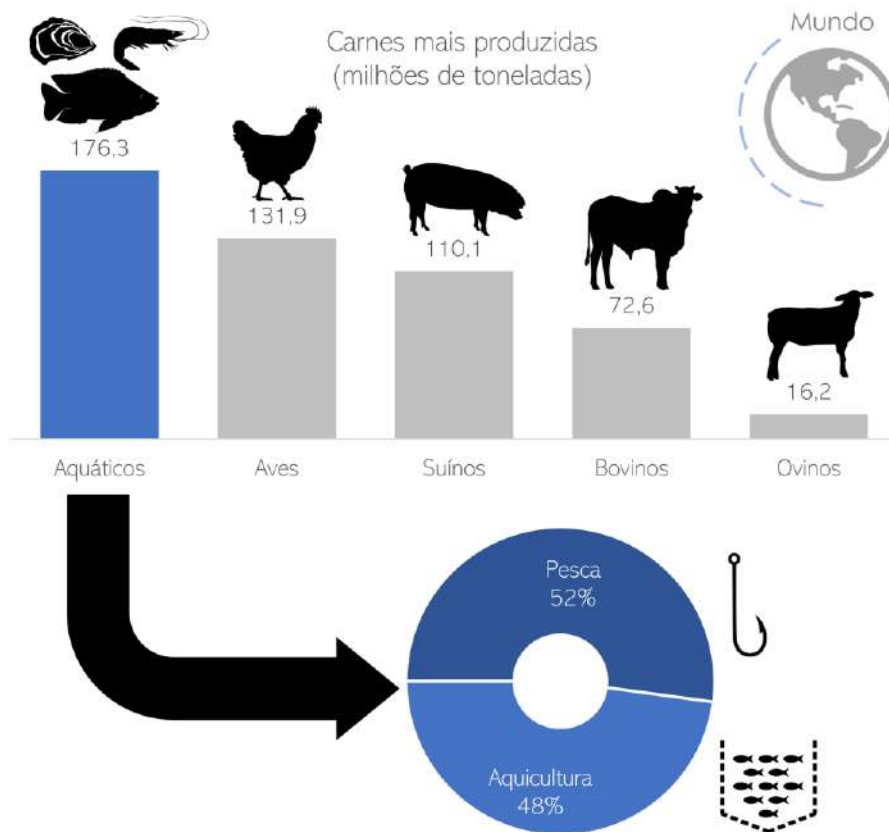 Carnes mais produzidas
(milhões de toneladas)
Mundo
176,3
131,9
110,1
72,6
16,2
Aquáticos
Aves
Suínos
Bovinos
Ovinos
Pesca
52%
Aquicultura
48%